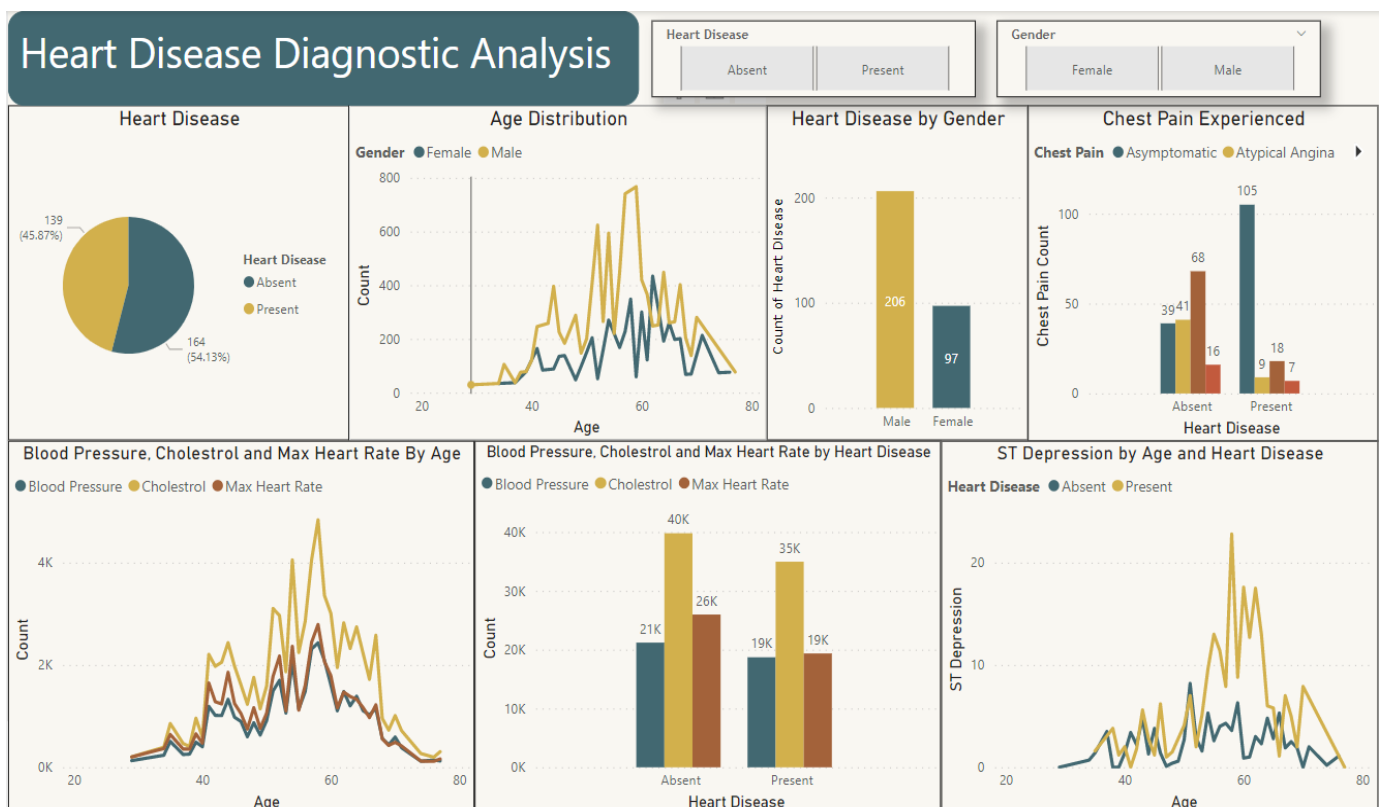 Heart Disease Diagnostic Analysis
Heart Disease
Absent
Present
Gender
Female
Male
Heart Disease
139
(45.87%)
164
(54.13%)
Heart Disease
Absent
Present
Age Distribution
Gender Female Male
800
600
400
200
0
20 40 60 80
Count
Age
Heart Disease by Gender
200
100
0
206
97
Male Female
Count of Heart Disease
Chest Pain Experienced
Chest Pain Asymptomatic Atypical Angina
100
50
0
39 41 68 16
105 9 18 7
Absent Present
Chest Pain Count
Heart Disease
Blood Pressure, Cholestrol and Max Heart Rate By Age
Blood Pressure Cholestrol Max Heart Rate
4K
2K
0K
20 40 60 80
Count
Age
Blood Pressure, Cholestrol and Max Heart Rate by Heart Disease
Blood Pressure Cholestrol Max Heart Rate
40K
30K
20K
10K
0K
21K 40K 26K
19K 35K 19K
Absent Present
Count
Heart Disease
ST Depression by Age and Heart Disease
Heart Disease Absent Present
20
10
0
20 40 60 80
ST Depression
Age